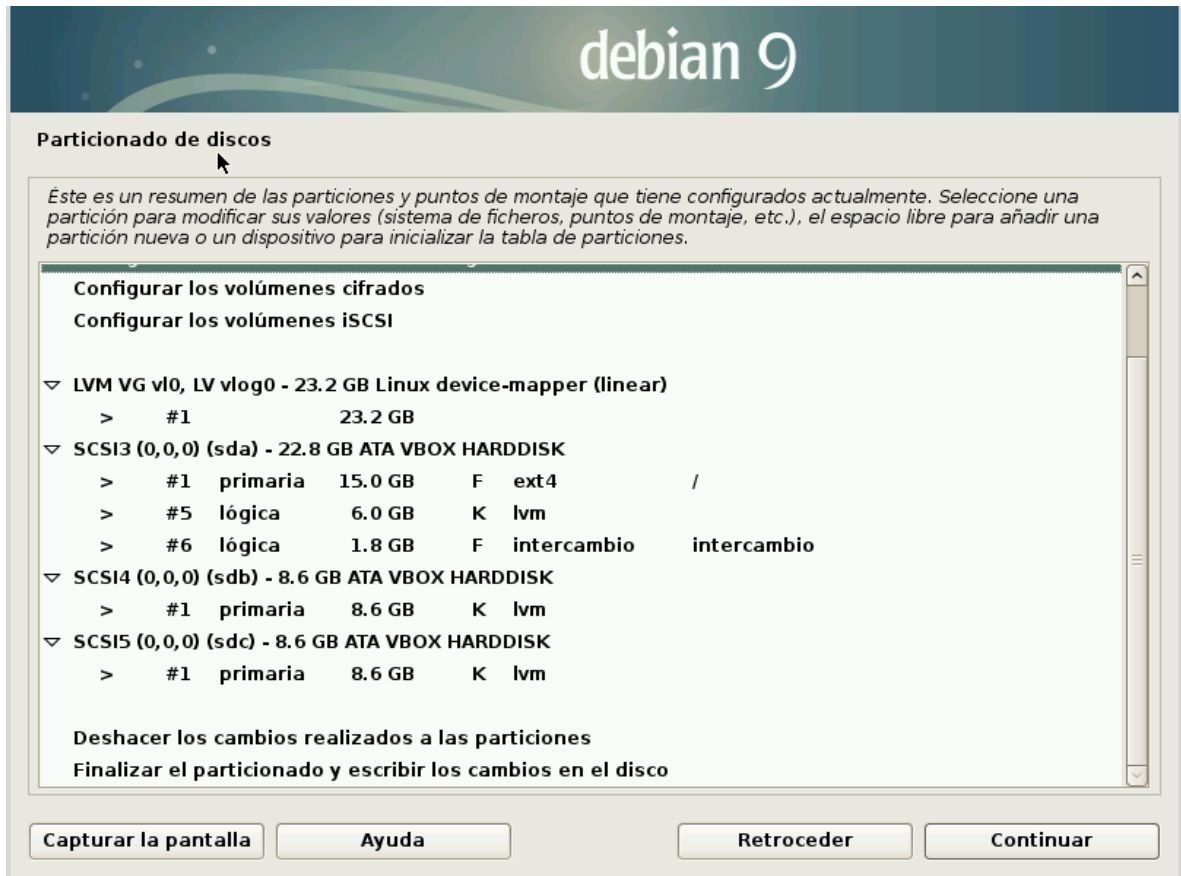 debian 9
Particionado de discos
Éste es un resumen de las particiones y puntos de montaje que tiene configurados actualmente. Seleccione una
partición para modificar sus valores (sistema de ficheros, puntos de montaje, etc.), el espacio libre para añadir una
partición nueva o un dispositivo para inicializar la tabla de particiones.
Configurar los volúmenes cifrados
Configurar los volúmenes iSCSI
LVM VG vl0, LV vlog0 - 23.2 GB Linux device-mapper (linear)
> #1 23.2 GB
SCSI3 (0,0,0) (sda) - 22.8 GB ATA VBOX HARDDISK
> #1 primaria 15.0 GB F ext4 /
> #5 lógica 6.0 GB K lvm
> #6 lógica 1.8 GB F intercambio intercambio
SCSI4 (0,0,0) (sdb) - 8.6 GB ATA VBOX HARDDISK
> #1 primaria 8.6 GB K lvm
SCSI5 (0,0,0) (sdc) - 8.6 GB ATA VBOX HARDDISK
> #1 primaria 8.6 GB K lvm
Deshacer los cambios realizados a las particiones
Finalizar el particionado y escribir los cambios en el disco
Capturar la pantalla Ayuda Retroceder Continuar